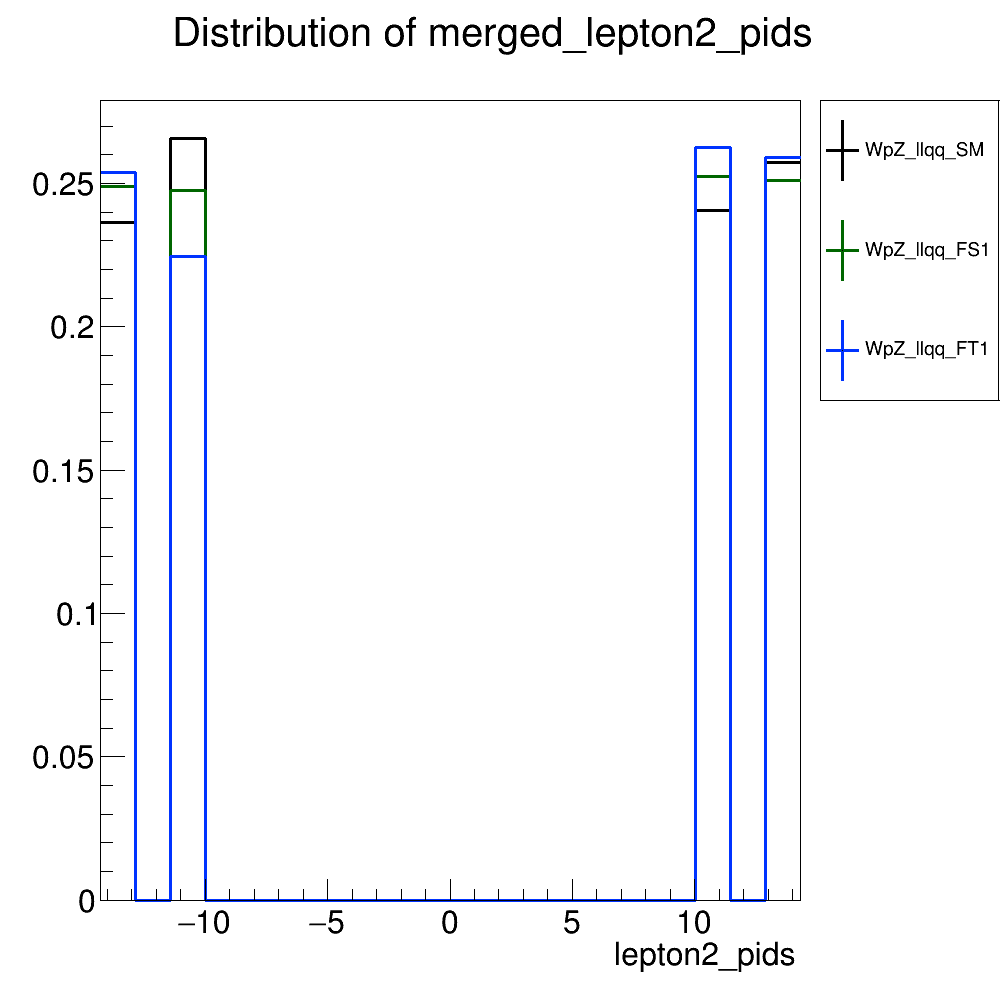 Distribution of merged_lepton2_pids
WpZ_llqq_SM
WpZ_llqq_FS1
WpZ_llqq_FT1
0.25
0.2
0.15
0.1
0.05
0
−10 −5 0 5 10
lepton2_pids